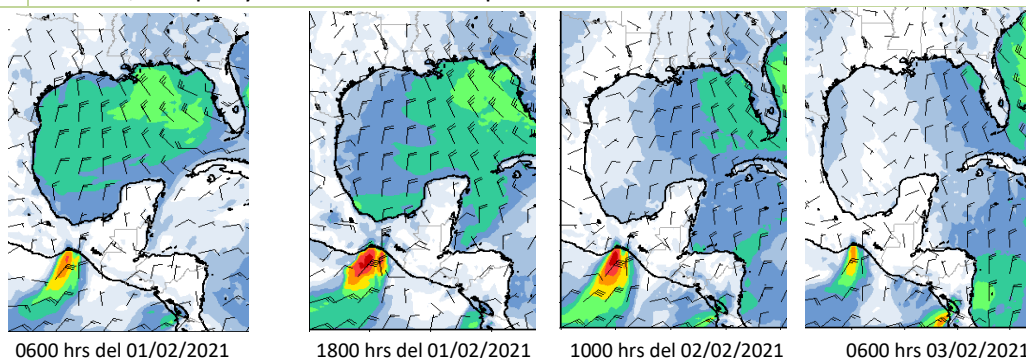 0600 hrs del 01/02/2021
1800 hrs del 01/02/2021
1000 hrs del 02/02/2021
0600 hrs 03/02/2021